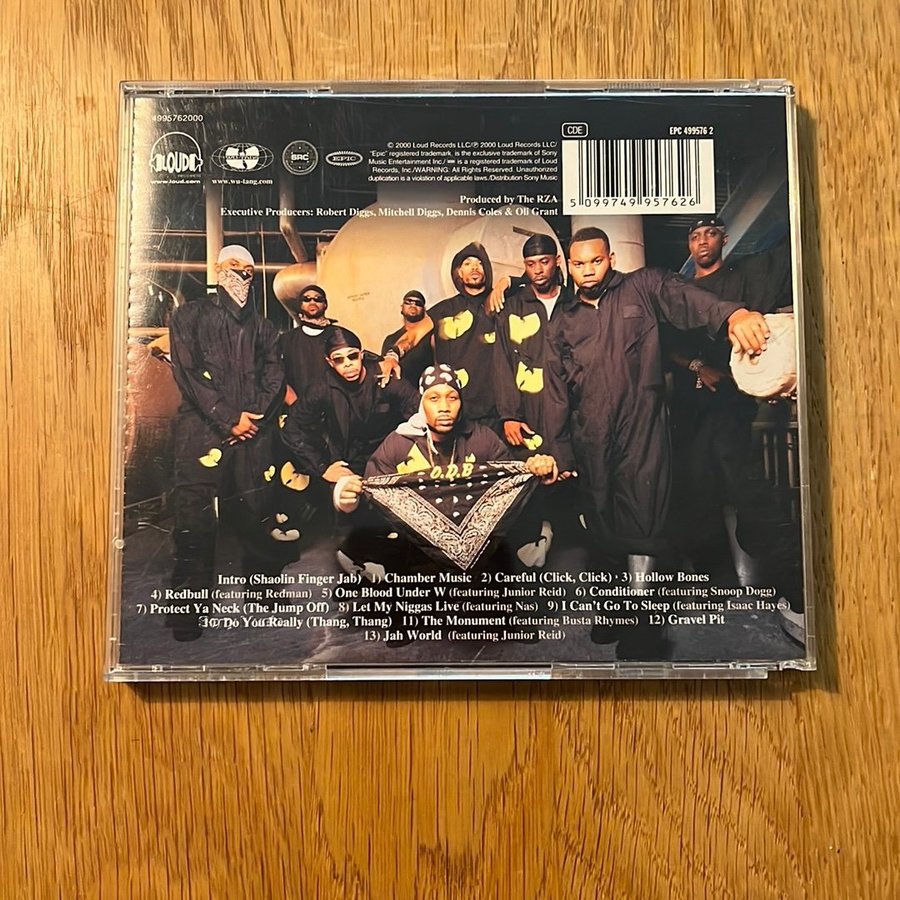 4995762000
LOUD
www.loud.com
WU-TANG
www.wu-tang.com
SRC
EPIC
© 2000 Loud Records LLC/℗ 2000 Loud Records LLC/
"Epic" registered trademark, is the exclusive trademark of Sony
Music Entertainment Inc./ is a registered trademark of Loud
Records, Inc./WARNING: All Rights Reserved. Unauthorized
duplication is a violation of applicable laws./Distribution Sony Music
CDE
EPC 499576 2
5 099749 957626
Produced by The RZA
Executive Producers: Robert Diggs, Mitchell Diggs, Dennis Coles & Oli Grant
O.D.B
Intro (Shaolin Finger Jab) 1) Chamber Music 2) Careful (Click, Click) · 3) Hollow Bones
4) Redbull (featuring Redman) 5) One Blood Under W (featuring Junior Reid) 6) Conditioner (featuring Snoop Dogg)
7) Protect Ya Neck (The Jump Off) 8) Let My Niggas Live (featuring Nas) 9) I Can't Go To Sleep (featuring Isaac Hayes)
10) Do You Really (Thang, Thang) 11) The Monument (featuring Busta Rhymes) 12) Gravel Pit
13) Jah World (featuring Junior Reid)